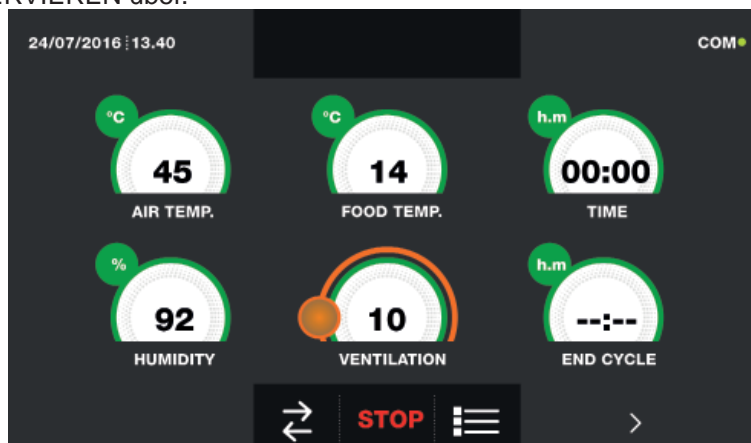 24/07/2016 13.40
COM
°C
°C
h.m
45
14
00:00
AIR TEMP.
FOOD TEMP.
TIME
%
h.m
92
10
--:--
HUMIDITY
VENTILATION
END CYCLE
STOP